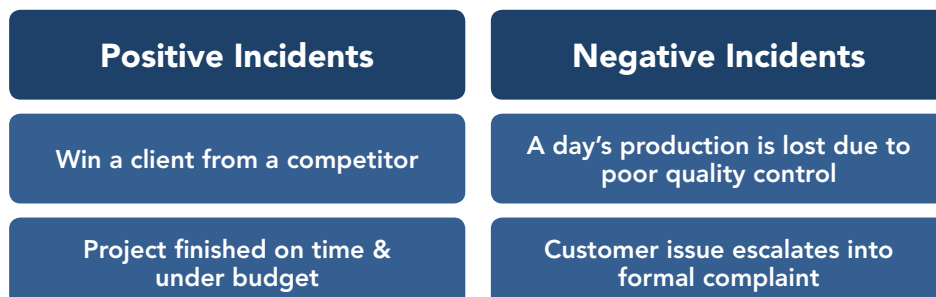 Positive Incidents
Negative Incidents
Win a client from a competitor
A day’s production is lost due to
poor quality control
Project finished on time &
under budget
Customer issue escalates into
formal complaint